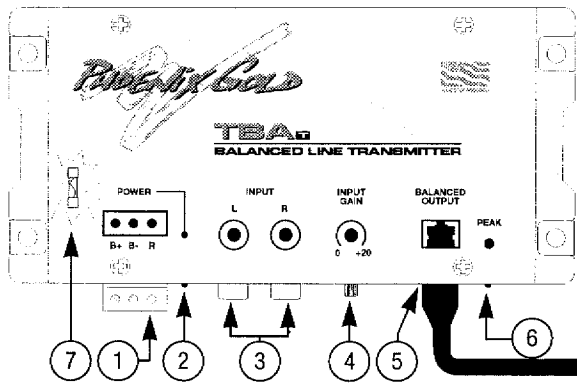 PHOENIX GOLD
TBAT
BALANCED LINE TRANSMITTER
POWER
INPUT
INPUT
GAIN
BALANCED
OUTPUT
PEAK
L
R
B+ B- R
0 +20
7
1
2
3
4
5
6